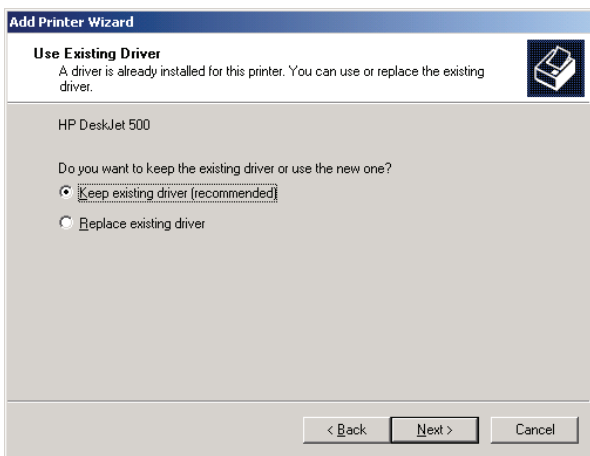 Add Printer Wizard
Use Existing Driver
A driver is already installed for this printer. You can use or replace the existing
driver.
HP DeskJet 500
Do you want to keep the existing driver or use the new one?
Keep existing driver (recommended)
Replace existing driver
< Back Next > Cancel